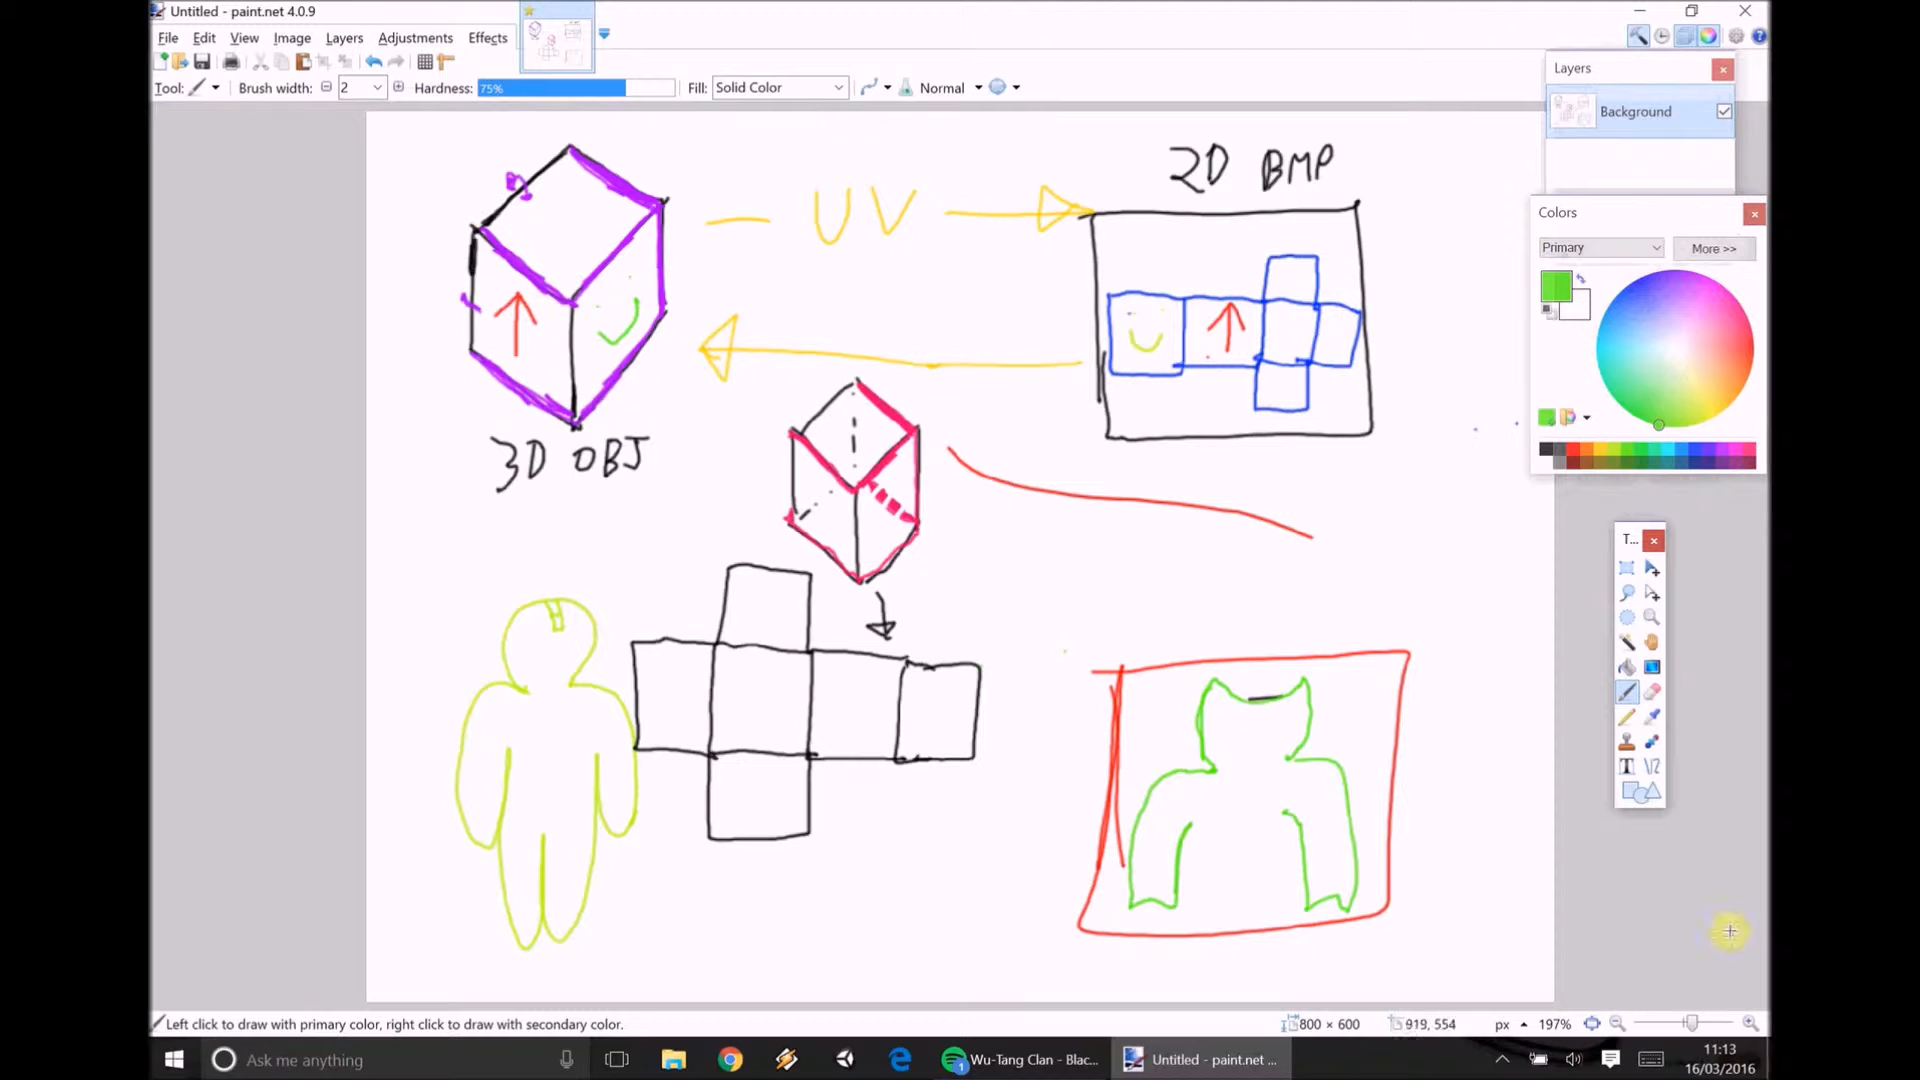 Untitled - paint.net 4.0.9
File Edit View Image Layers Adjustments Effects
Tool: Brush width: 2 Hardness: 75% Fill: Solid Color Normal
Layers
Background
Colors
Primary More >>
T...
2D BMP
UV
3D OBJ
Left click to draw with primary color, right click to draw with secondary color.
800 × 600 919, 554 px 197%
Ask me anything
1 Wu-Tang Clan - Blac...
Untitled - paint.net ...
11:13
16/03/2016